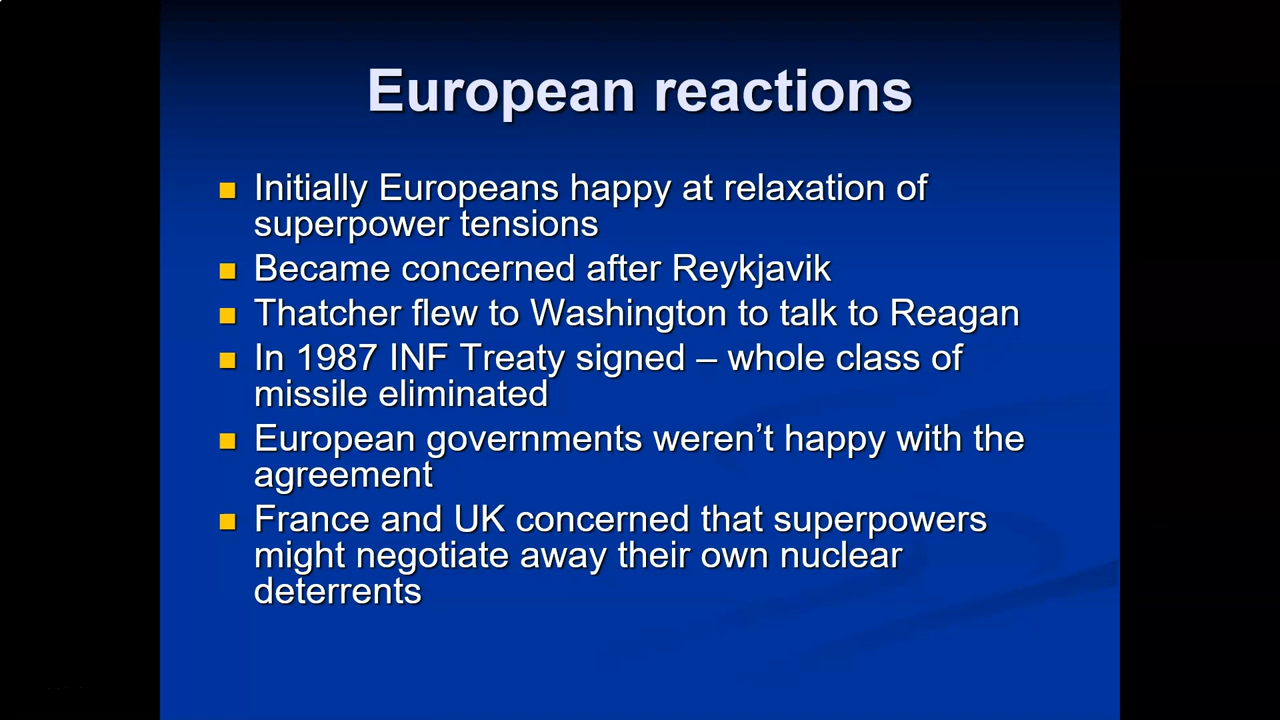 European reactions
Initially Europeans happy at relaxation of
superpower tensions
Became concerned after Reykjavik
Thatcher flew to Washington to talk to Reagan
In 1987 INF Treaty signed – whole class of
missile eliminated
European governments weren’t happy with the
agreement
France and UK concerned that superpowers
might negotiate away their own nuclear
deterrents